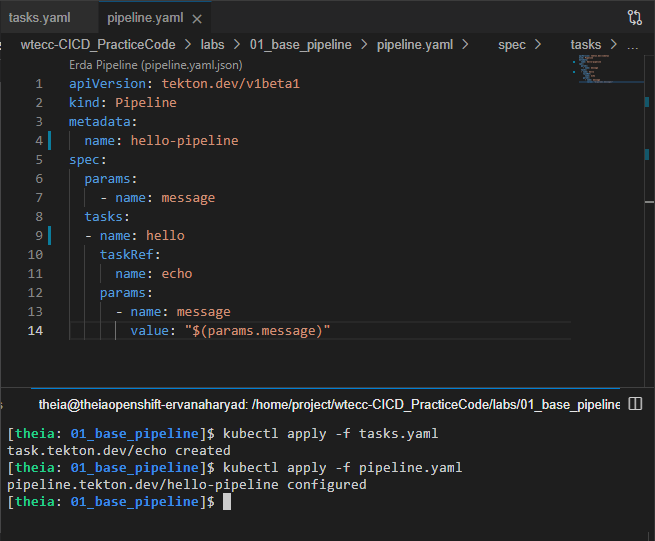 tasks.yaml pipeline.yaml ×
wtecc-CICD_PracticeCode > labs > 01_base_pipeline > pipeline.yaml > spec > tasks > ...
Erda Pipeline (pipeline.yaml.json)
1 apiVersion: tekton.dev/v1beta1
2 kind: Pipeline
3 metadata:
4   name: hello-pipeline
5 spec:
6   params:
7     - name: message
8   tasks:
9   - name: hello
10     taskRef:
11       name: echo
12     params:
13       - name: message
14         value: "$(params.message)"
theia@theiaopenshift-ervanaharyad: /home/project/wtecc-CICD_PracticeCode/labs/01_base_pipeline
[theia: 01_base_pipeline]$ kubectl apply -f tasks.yaml
task.tekton.dev/echo created
[theia: 01_base_pipeline]$ kubectl apply -f pipeline.yaml
pipeline.tekton.dev/hello-pipeline configured
[theia: 01_base_pipeline]$